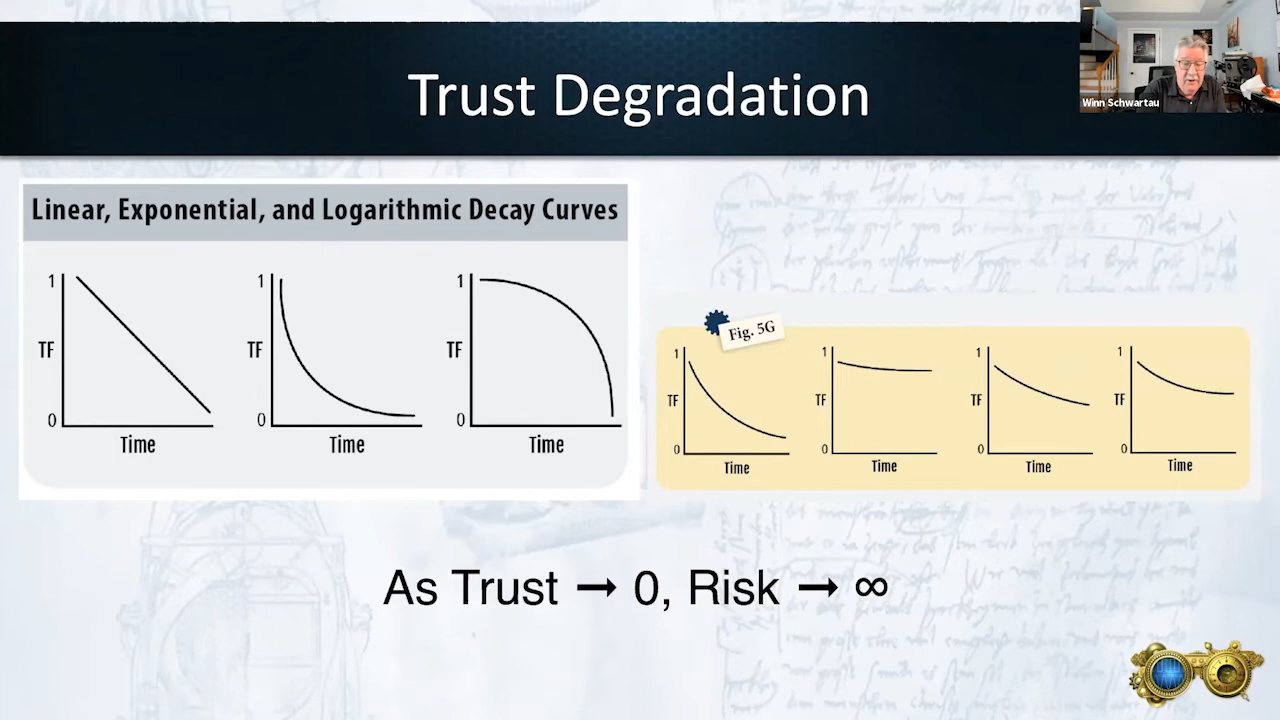 Trust Degradation
Winn Schwartau
Linear, Exponential, and Logarithmic Decay Curves
1
TF
0
Time
1
TF
0
Time
1
TF
0
Time
Fig. 5G
1
TF
0
Time
1
TF
0
Time
1
TF
0
Time
1
TF
0
Time
As Trust → 0, Risk → ∞